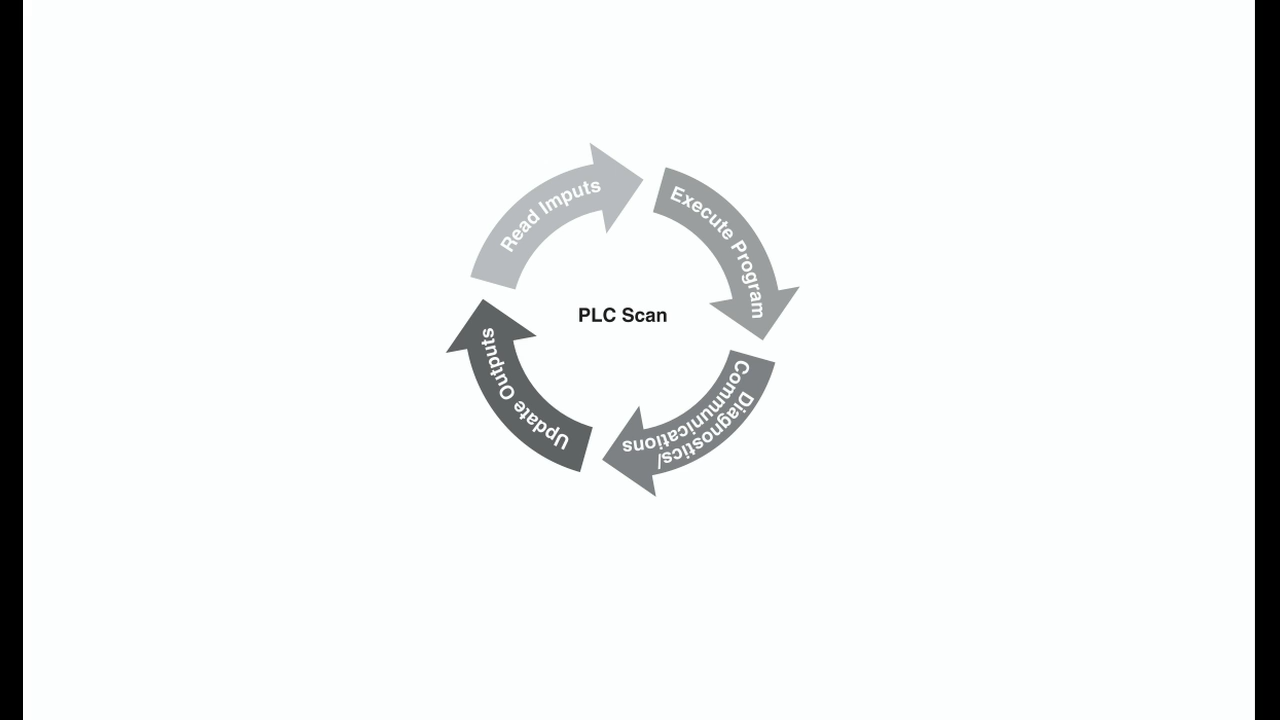 Read Imputs
Execute Program
PLC Scan
Diagnostics/
Communications
Update Outputs